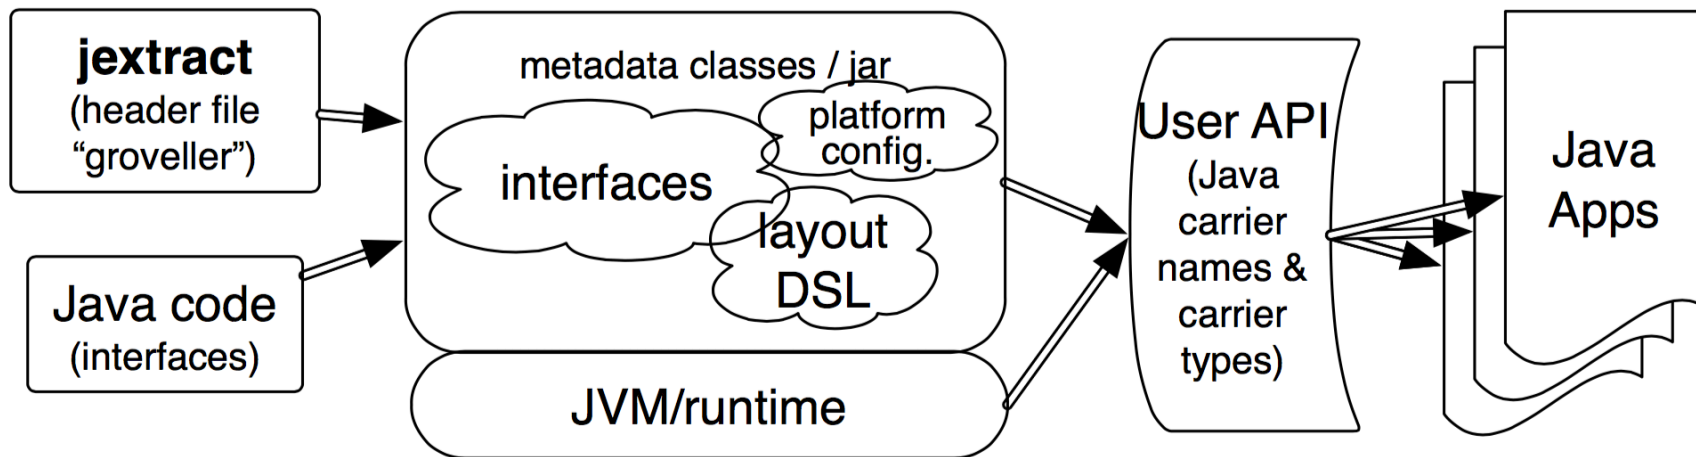 jextract
(header file
“groveller”)
Java code
(interfaces)
metadata classes / jar
platform
config.
interfaces
layout
DSL
JVM/runtime
User API
(Java
carrier
names &
carrier
types)
Java
Apps